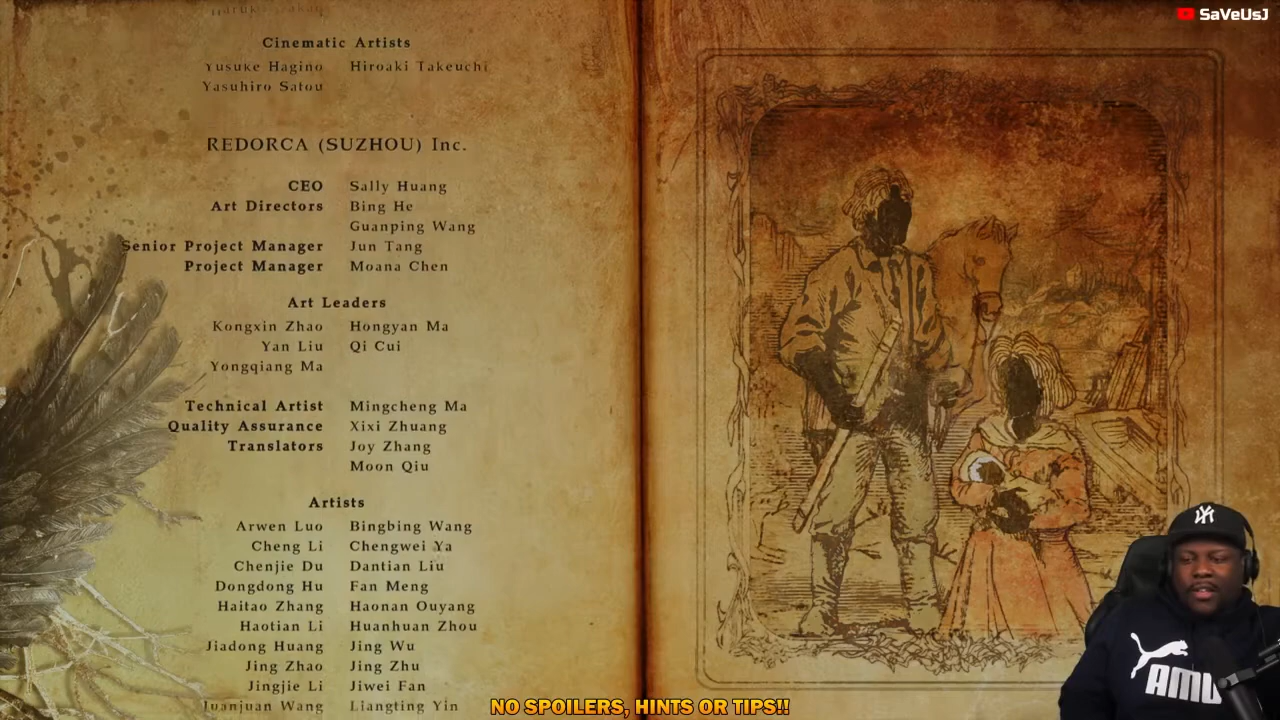 SaVeUsJ
Cinematic Artists
Yusuke Hagino Hiroaki Takeuchi
Yasuhiro Satou
REDORCA (SUZHOU) Inc.
CEO Sally Huang
Art Directors Bing He
Guanping Wang
Senior Project Manager Jun Tang
Project Manager Moana Chen
Art Leaders
Kongxin Zhao Hongyan Ma
Yan Liu Qi Cui
Yongqiang Ma
Technical Artist Mingcheng Ma
Quality Assurance Xixi Zhuang
Translators Joy Zhang
Moon Qiu
Artists
Arwen Luo Bingbing Wang
Cheng Li Chengwei Ya
Chenjie Du Dantian Liu
Dongdong Hu Fan Meng
Haitao Zhang Haonan Ouyang
Haotian Li Huanhuan Zhou
Jiadong Huang Jing Wu
Jing Zhao Jing Zhu
Jingjie Li Jiwei Fan
Juanjuan Wang Liangting Yin
NO SPOILERS, HINTS OR TIPS!!